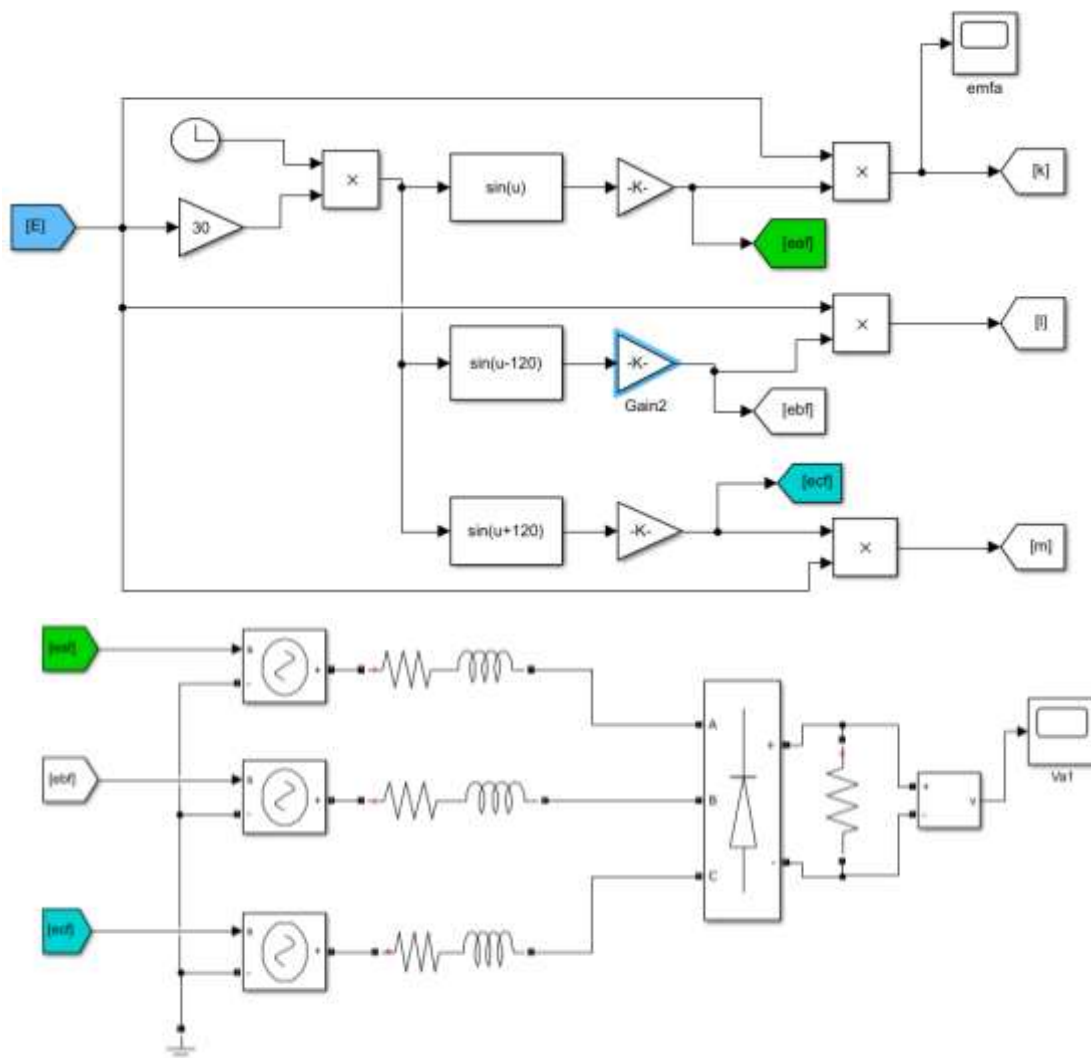 emfa
×
sin(u)
-K-
×
[k]
[E]
30
[eaf]
×
[l]
sin(u-120)
-K-
Gain2
[ebf]
[ecf]
sin(u+120)
-K-
×
[m]
[eaf]
s
-
+
A
+
Va1
[ebf]
s
-
+
B
+
-
v
-
C
[ecf]
s
-
+